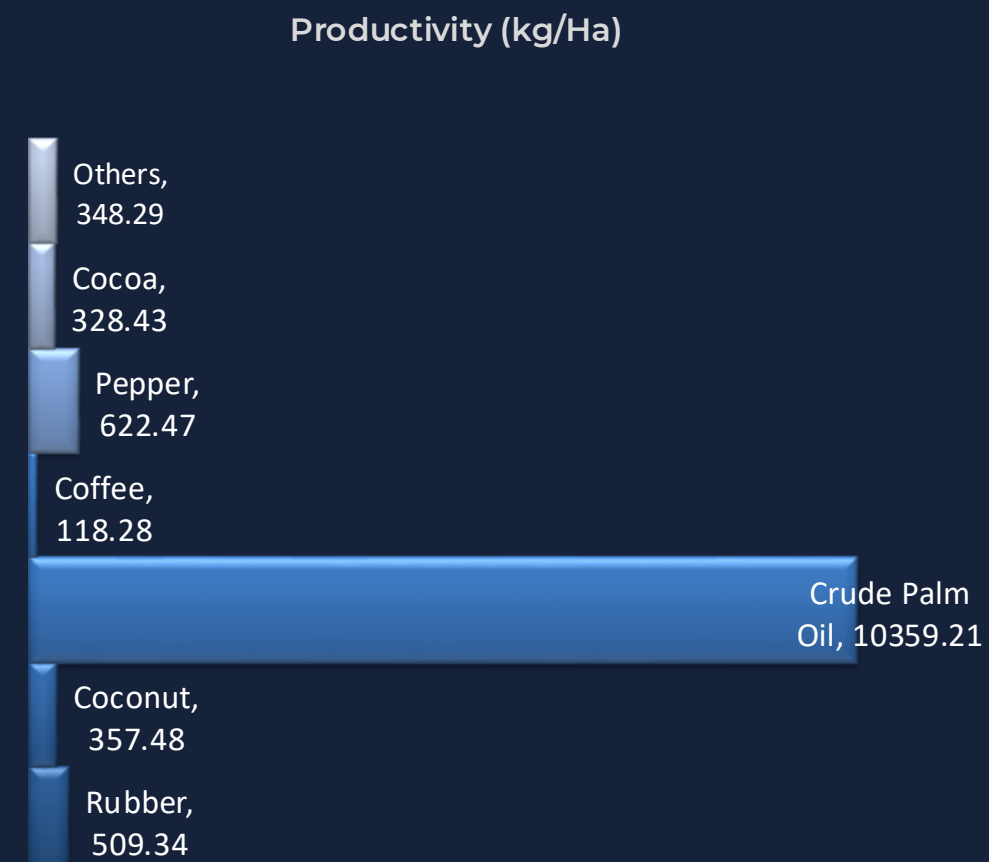 Productivity (kg/Ha)
Others,
348.29
Cocoa,
328.43
Pepper,
622.47
Coffee,
118.28
Crude Palm
Oil, 10359.21
Coconut,
357.48
Rubber,
509.34